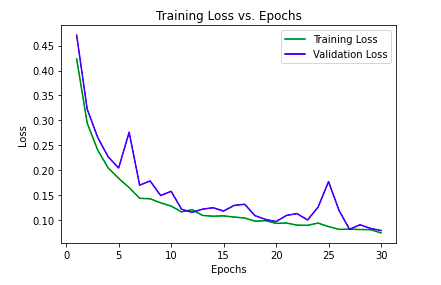 Training Loss vs. Epochs
Training Loss
Validation Loss
Loss
0.45
0.40
0.35
0.30
0.25
0.20
0.15
0.10
0 5 10 15 20 25 30
Epochs